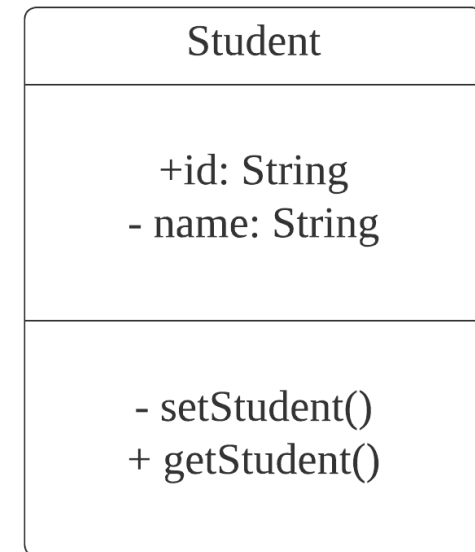 Student
+id: String
- name: String
- setStudent()
+ getStudent()